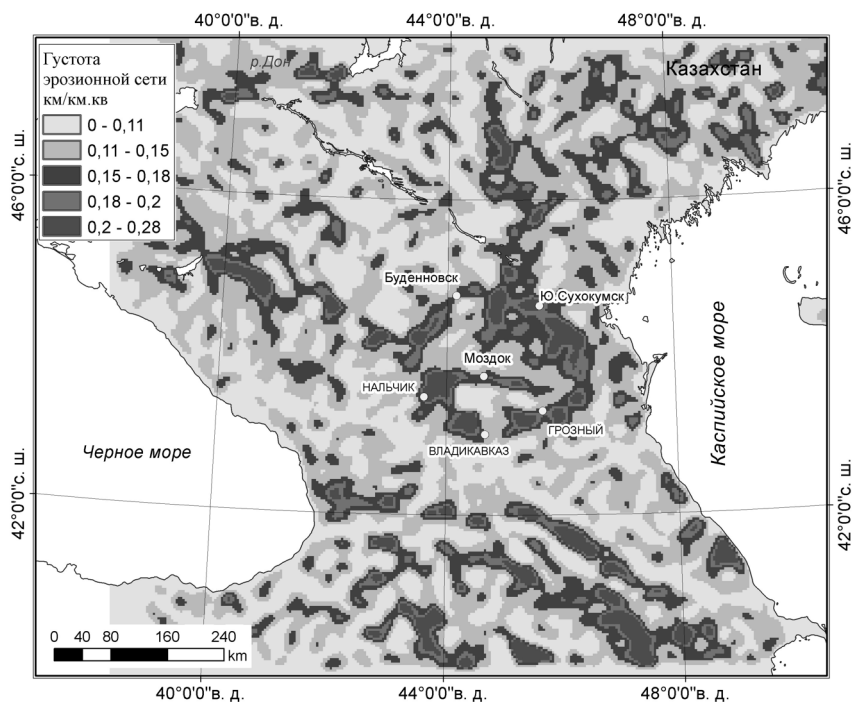 40°0'0"в. д.
44°0'0"в. д.
48°0'0"в. д.
Густота
эрозионной сети
км/км.кв
0 - 0,11
0,11 - 0,15
0,15 - 0,18
0,18 - 0,2
0,2 - 0,28
р.Дон
Казахстан
46°0'0"с. ш.
46°0'0"с. ш.
Буденновск
Ю.Сухокумск
Моздок
НАЛЬЧИК
ГРОЗНЫЙ
ВЛАДИКАВКАЗ
Черное море
Каспийское море
42°0'0"с. ш.
42°0'0"с. ш.
0 40 80 160 240
km
40°0'0"в. д.
44°0'0"в. д.
48°0'0"в. д.